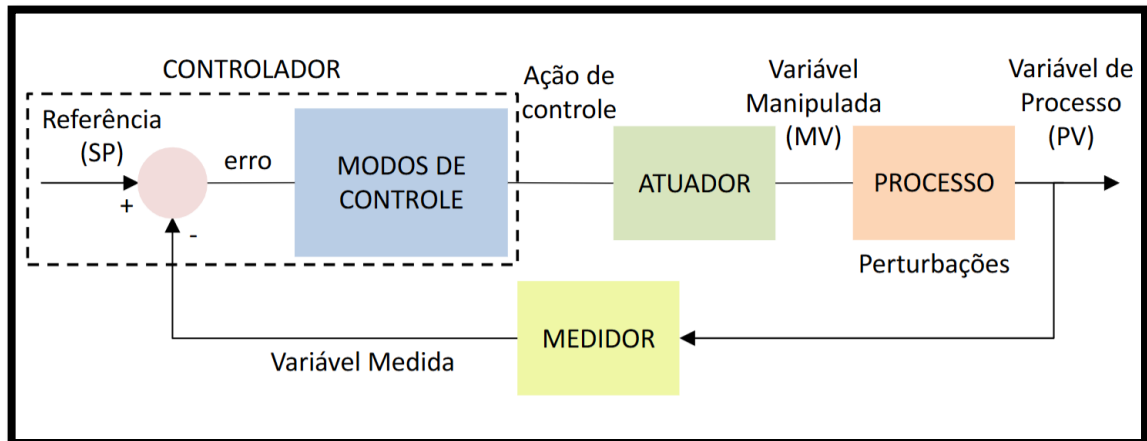 CONTROLADOR
Referência
(SP)
+
-
erro
MODOS DE
CONTROLE
Ação de
controle
ATUADOR
Variável
Manipulada
(MV)
PROCESSO
Perturbações
Variável de
Processo
(PV)
MEDIDOR
Variável Medida